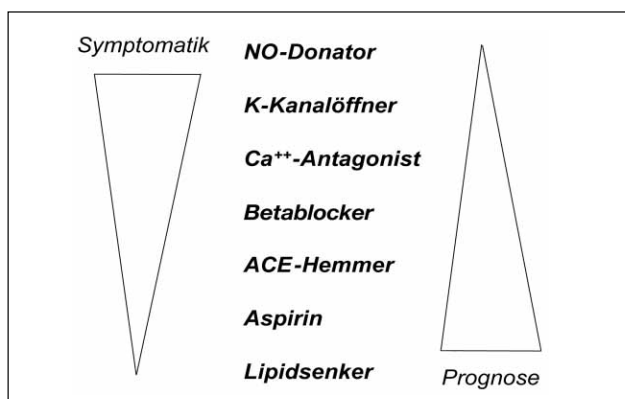 Symptomatik
NO-Donator
K-Kanalöffner
Ca⁺⁺-Antagonist
Betablocker
ACE-Hemmer
Aspirin
Lipidsenker
Prognose